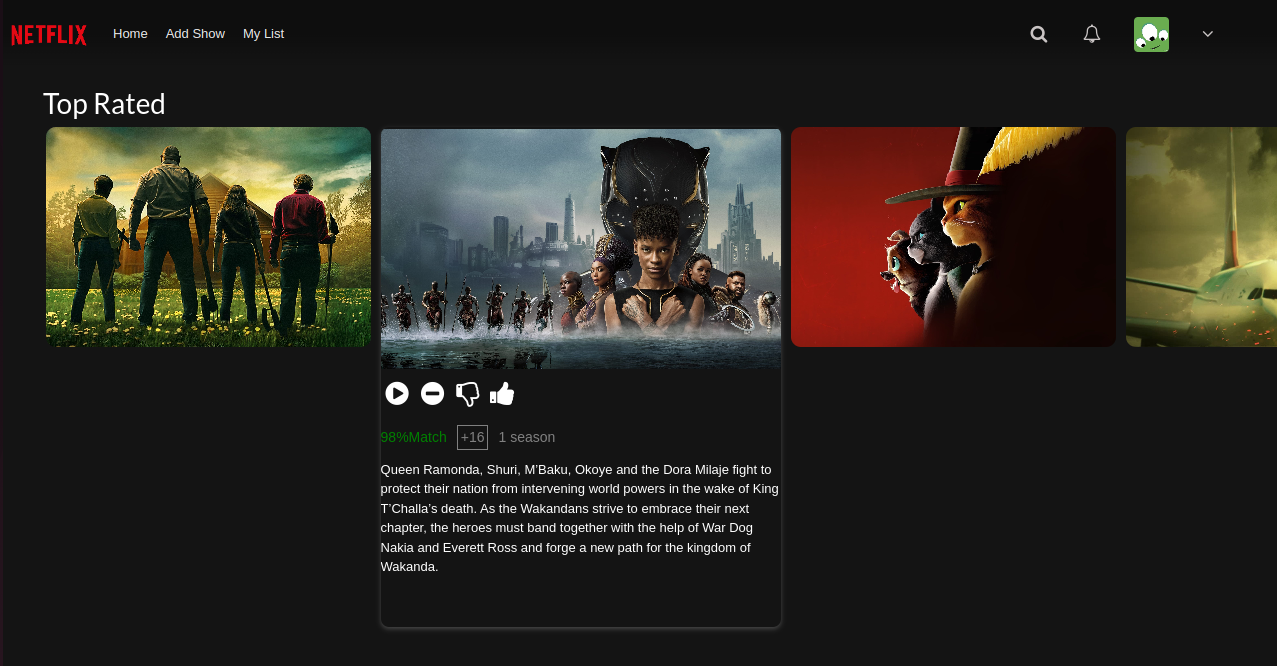 NETFLIX Home Add Show My List
Top Rated
98%Match +16 1 season
Queen Ramonda, Shuri, M’Baku, Okoye and the Dora Milaje fight to
protect their nation from intervening world powers in the wake of King
T’Challa’s death. As the Wakandans strive to embrace their next
chapter, the heroes must band together with the help of War Dog
Nakia and Everett Ross and forge a new path for the kingdom of
Wakanda.